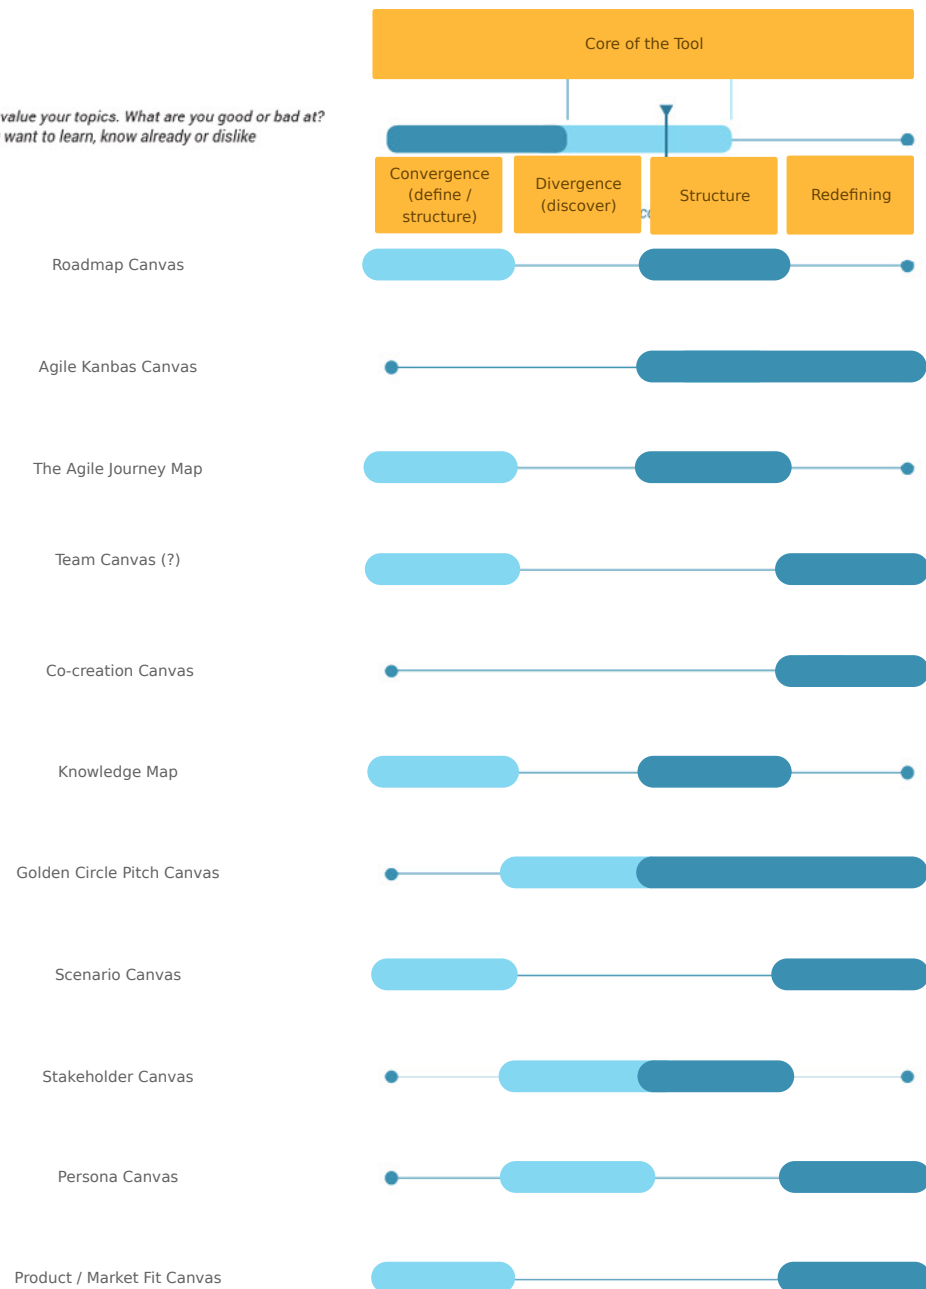 Core of the Tool
value your topics. What are you good or bad at?
want to learn, know already or dislike
Convergence
(define /
structure)
Divergence
(discover)
Structure
Redefining
Roadmap Canvas
Agile Kanbas Canvas
The Agile Journey Map
Team Canvas (?)
Co-creation Canvas
Knowledge Map
Golden Circle Pitch Canvas
Scenario Canvas
Stakeholder Canvas
Persona Canvas
Product / Market Fit Canvas